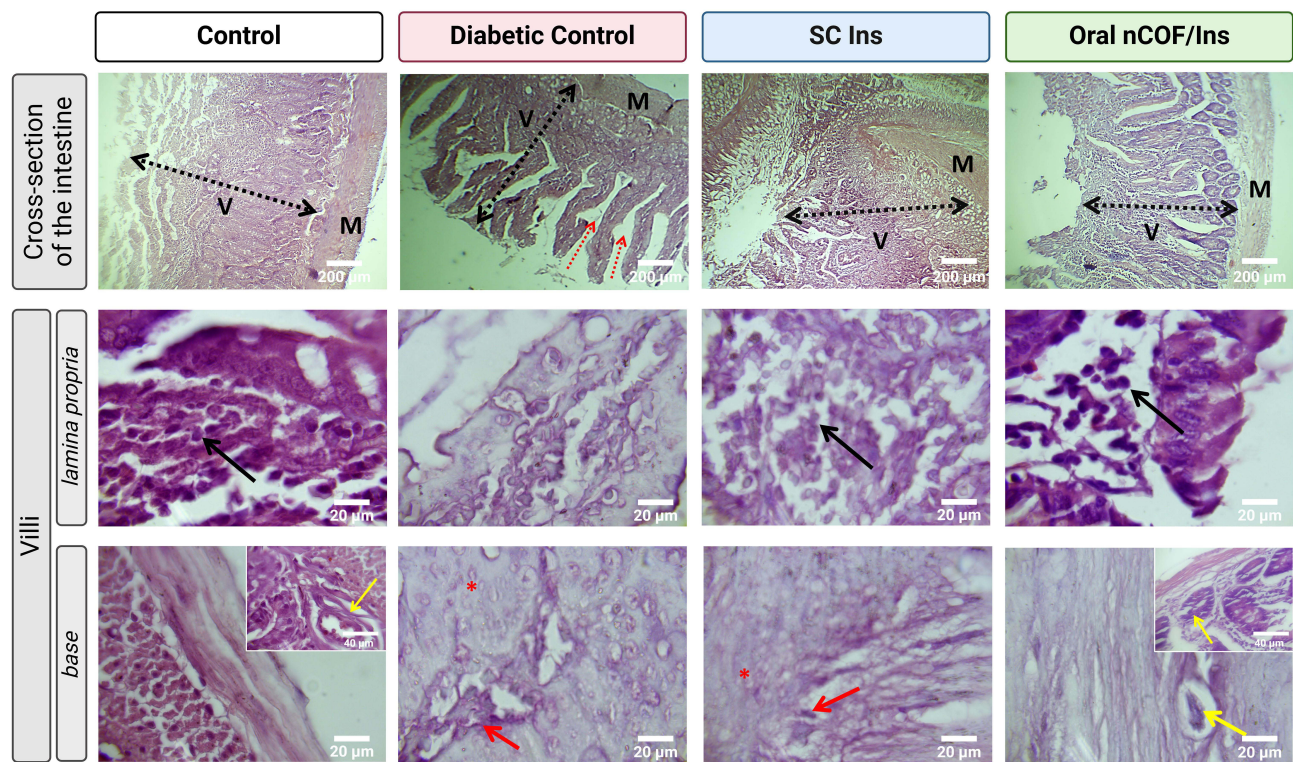 Control
Diabetic Control
SC Ins
Oral nCOF/Ins
Cross-section
of the intestine
V
M
200 µm
V
M
200 µm
V
M
200 µm
V
M
200 µm
Villi
lamina propria
20 µm
20 µm
20 µm
20 µm
base
40 µm
20 µm
*
20 µm
*
20 µm
40 µm
20 µm